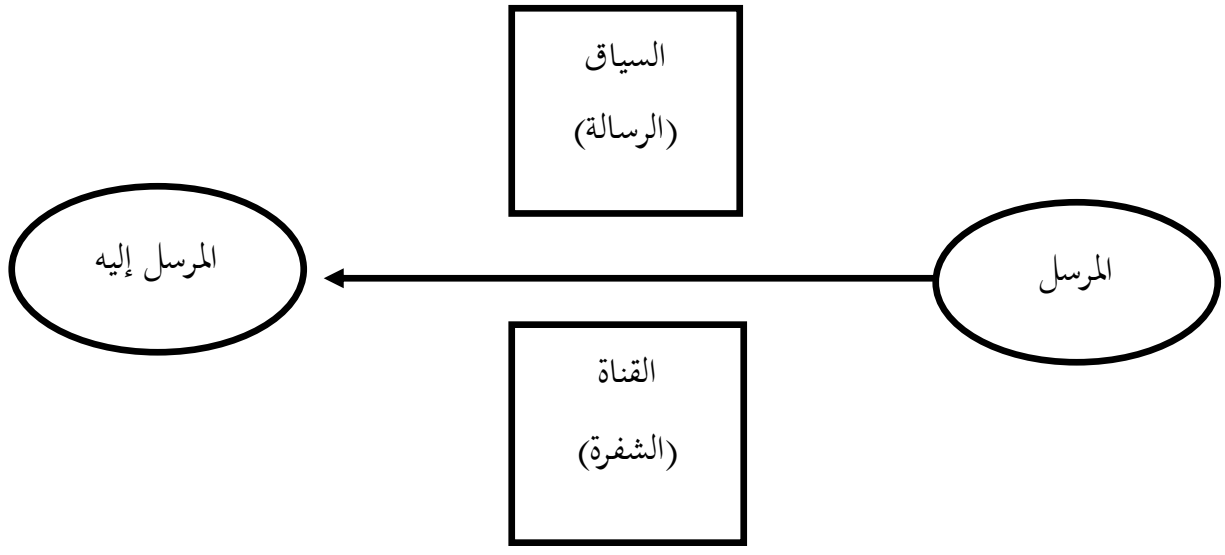 السياق
(الرسالة)
المرسل
المرسل إليه
القناة
(الشفرة)